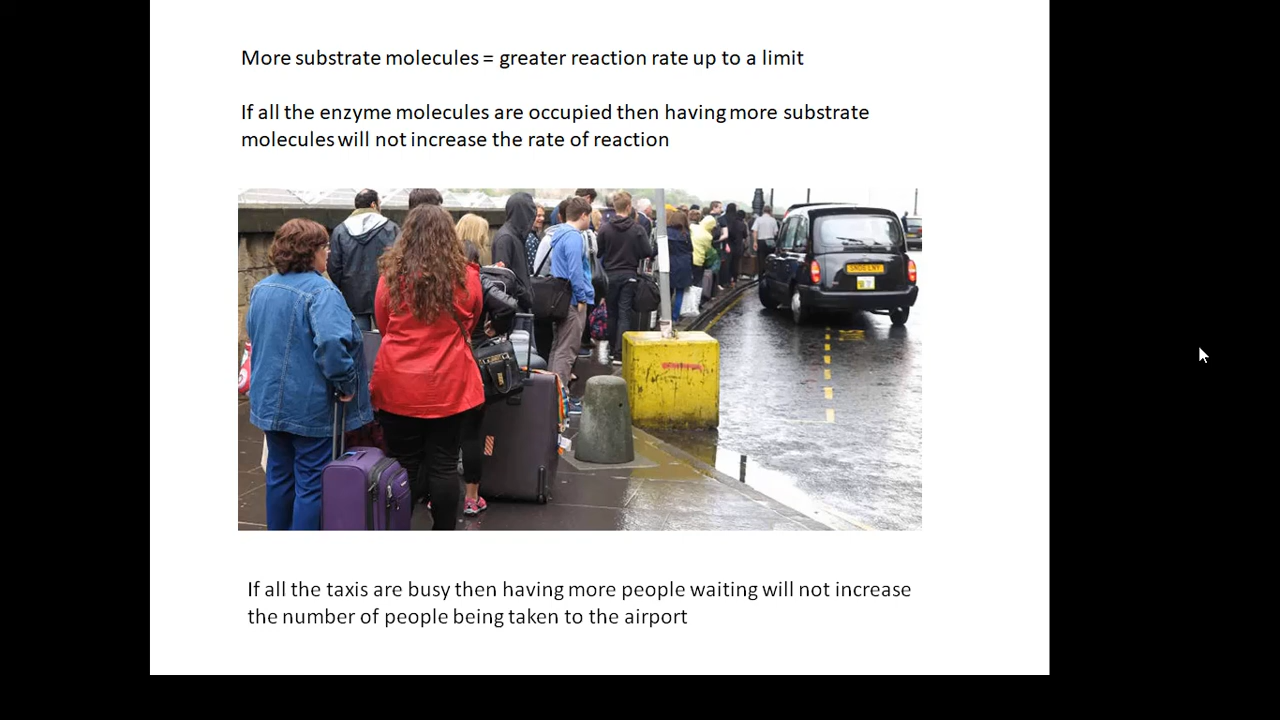 More substrate molecules = greater reaction rate up to a limit
If all the enzyme molecules are occupied then having more substrate
molecules will not increase the rate of reaction
If all the taxis are busy then having more people waiting will not increase
the number of people being taken to the airport